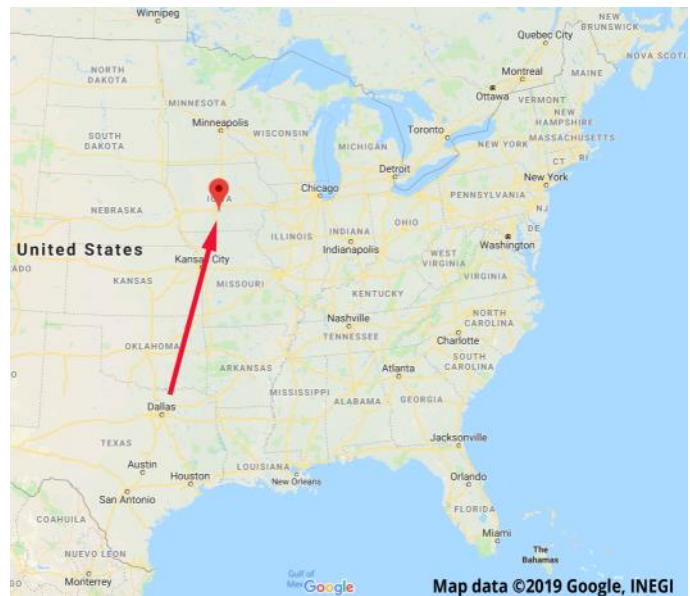 Winnipeg
NEW
BRUNSWICK
Quebec City
NOVA SCOTI
NORTH
DAKOTA
Montreal
MAINE
Ottawa
VERMONT
MINNESOTA
NEW
HAMPSHIRE
Minneapolis
Toronto
SOUTH
DAKOTA
WISCONSIN
MICHIGAN
NEW YORK
MASSACHUSETTS
CT
RI
Detroit
Chicago
New York
PENNSYLVANIA
NEBRASKA
OHIO
NJ
ILLINOIS
INDIANA
Indianapolis
DE
Washington
United States
Kansas City
WEST
VIRGINIA
ADO
KANSAS
MISSOURI
VIRGINIA
KENTUCKY
Nashville
TENNESSEE
NORTH
CAROLINA
Charlotte
OKLAHOMA
ARKANSAS
Atlanta
SOUTH
CAROLINA
MISSISSIPPI
ALABAMA
GEORGIA
Dallas
TEXAS
Jacksonville
Austin
Houston
LOUISIANA
New Orleans
San Antonio
Orlando
FLORIDA
COAHUILA
Miami
NUEVO LEON
The
Bahamas
GO
Monterrey
Gulf of
Google
Map data ©2019 Google, INEGI